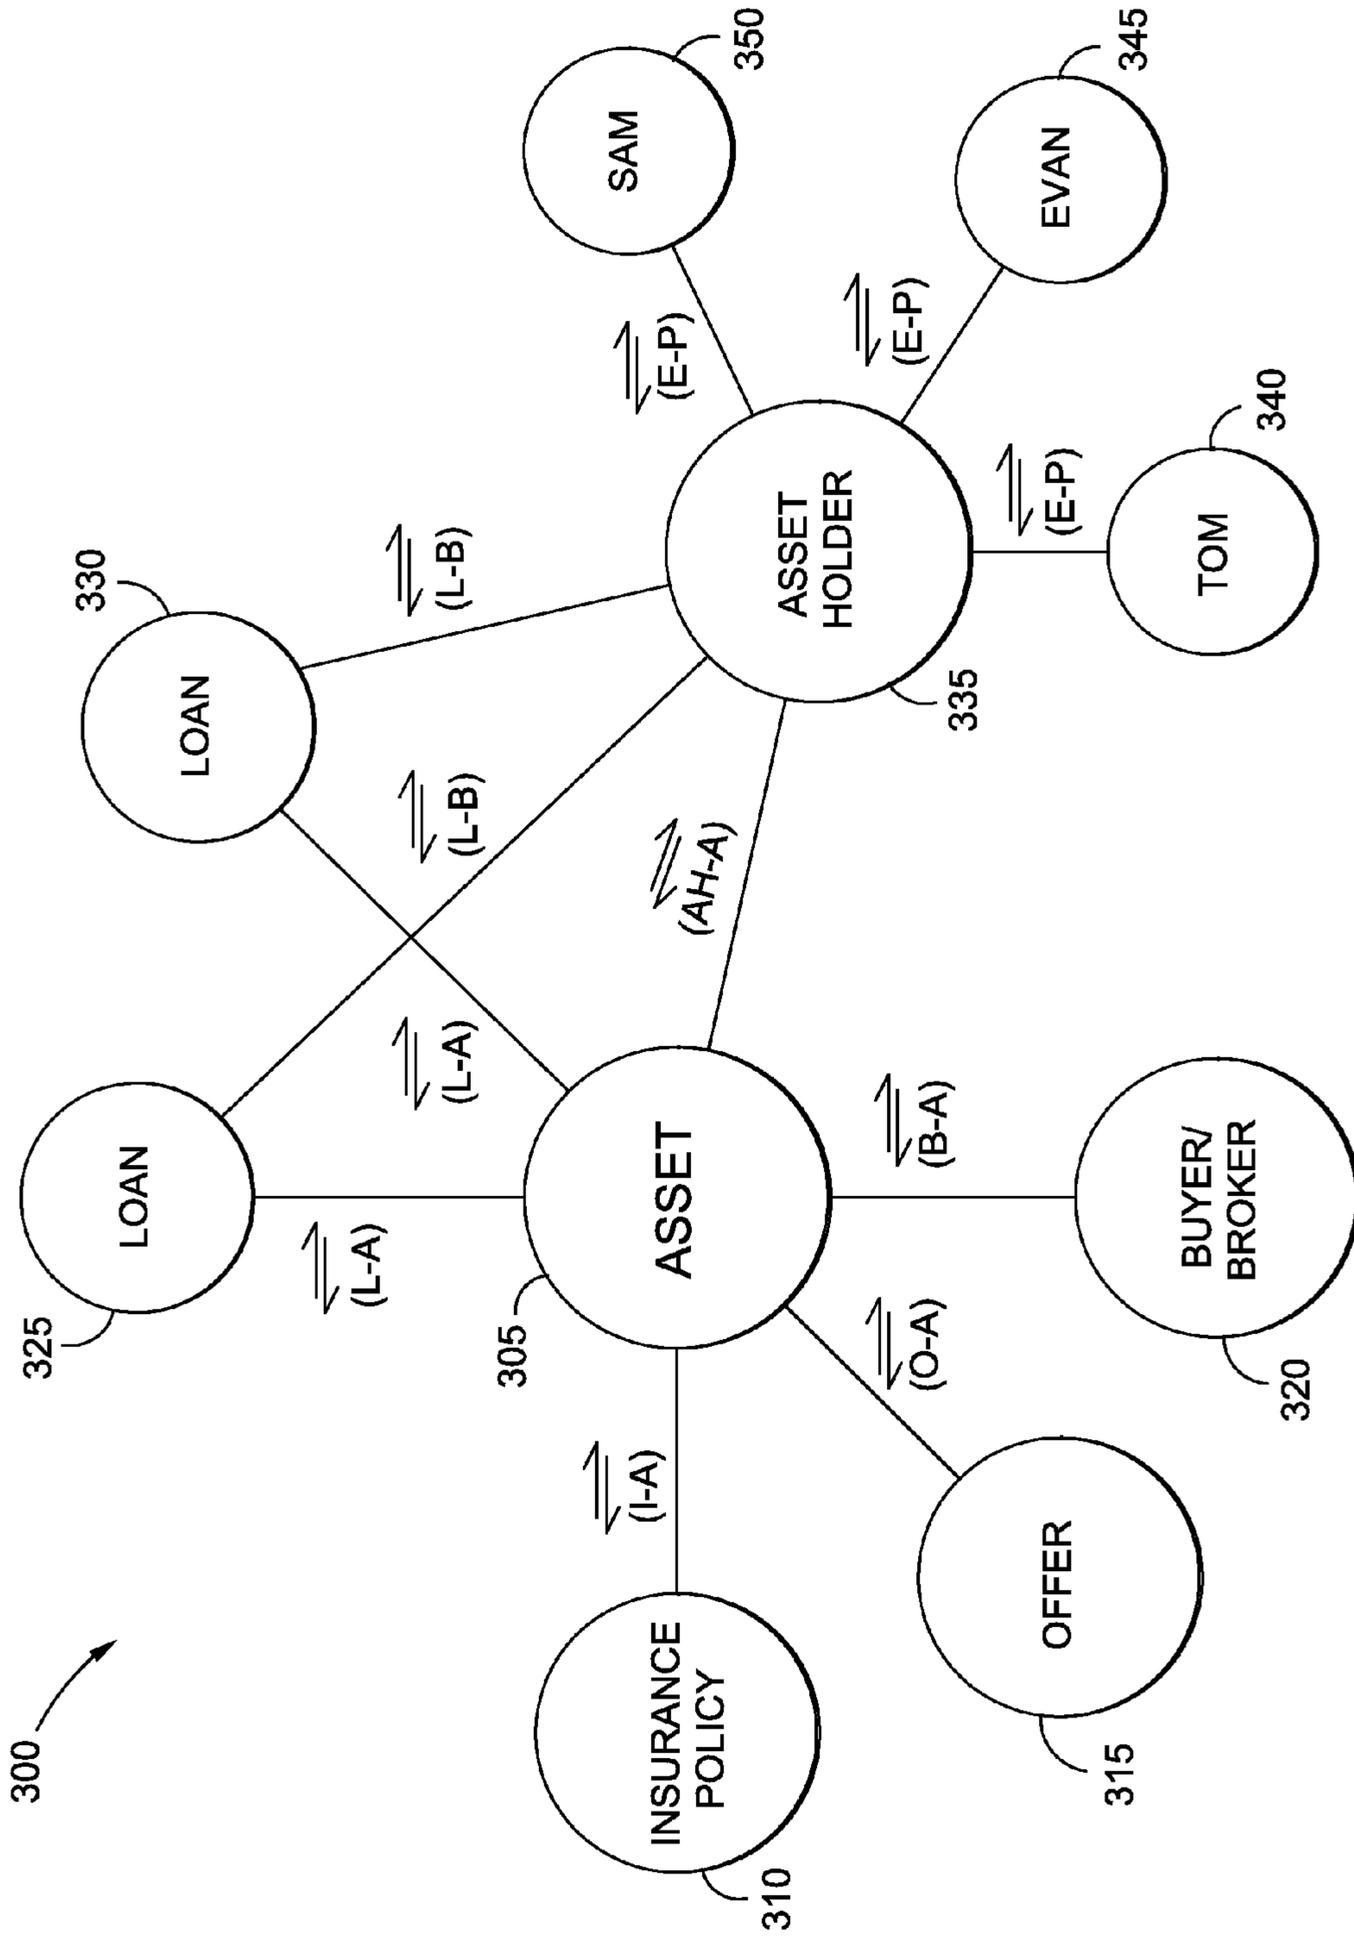 300
325
LOAN
330
LOAN
(L-A)
(L-A)
(L-B)
(L-B)
305
ASSET
310
INSURANCE
POLICY
(I-A)
315
OFFER
(O-A)
320
BUYER/
BROKER
(B-A)
(AH-A)
335
ASSET
HOLDER
(E-P)
350
SAM
(E-P)
345
EVAN
(E-P)
340
TOM